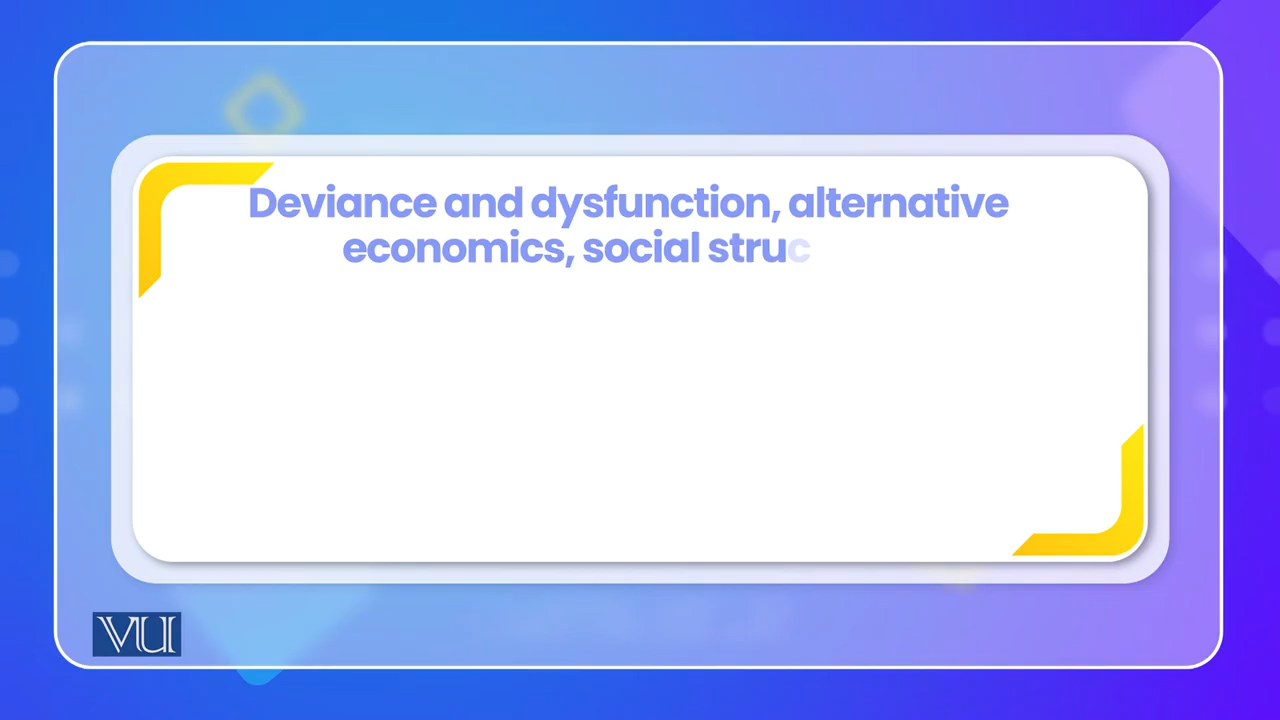 Deviance and dysfunction, alternative
economics, social struc
VU